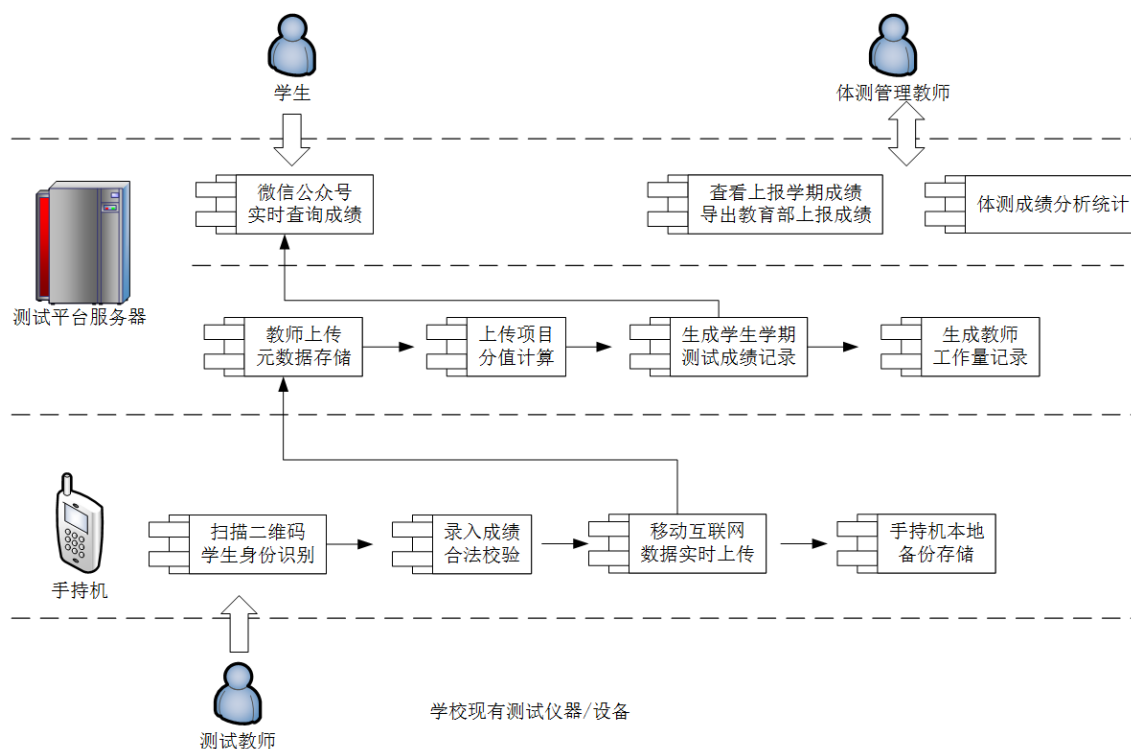 学生
体测管理教师
微信公众号
实时查询成绩
查看上报学期成绩
导出教育部上报成绩
体测成绩分析统计
测试平台服务器
教师上传
元数据存储
上传项目
分值计算
生成学生学期
测试成绩记录
生成教师
工作量记录
手持机
扫描二维码
学生身份识别
录入成绩
合法校验
移动互联网
数据实时上传
手持机本地
备份存储
测试教师
学校现有测试仪器/设备